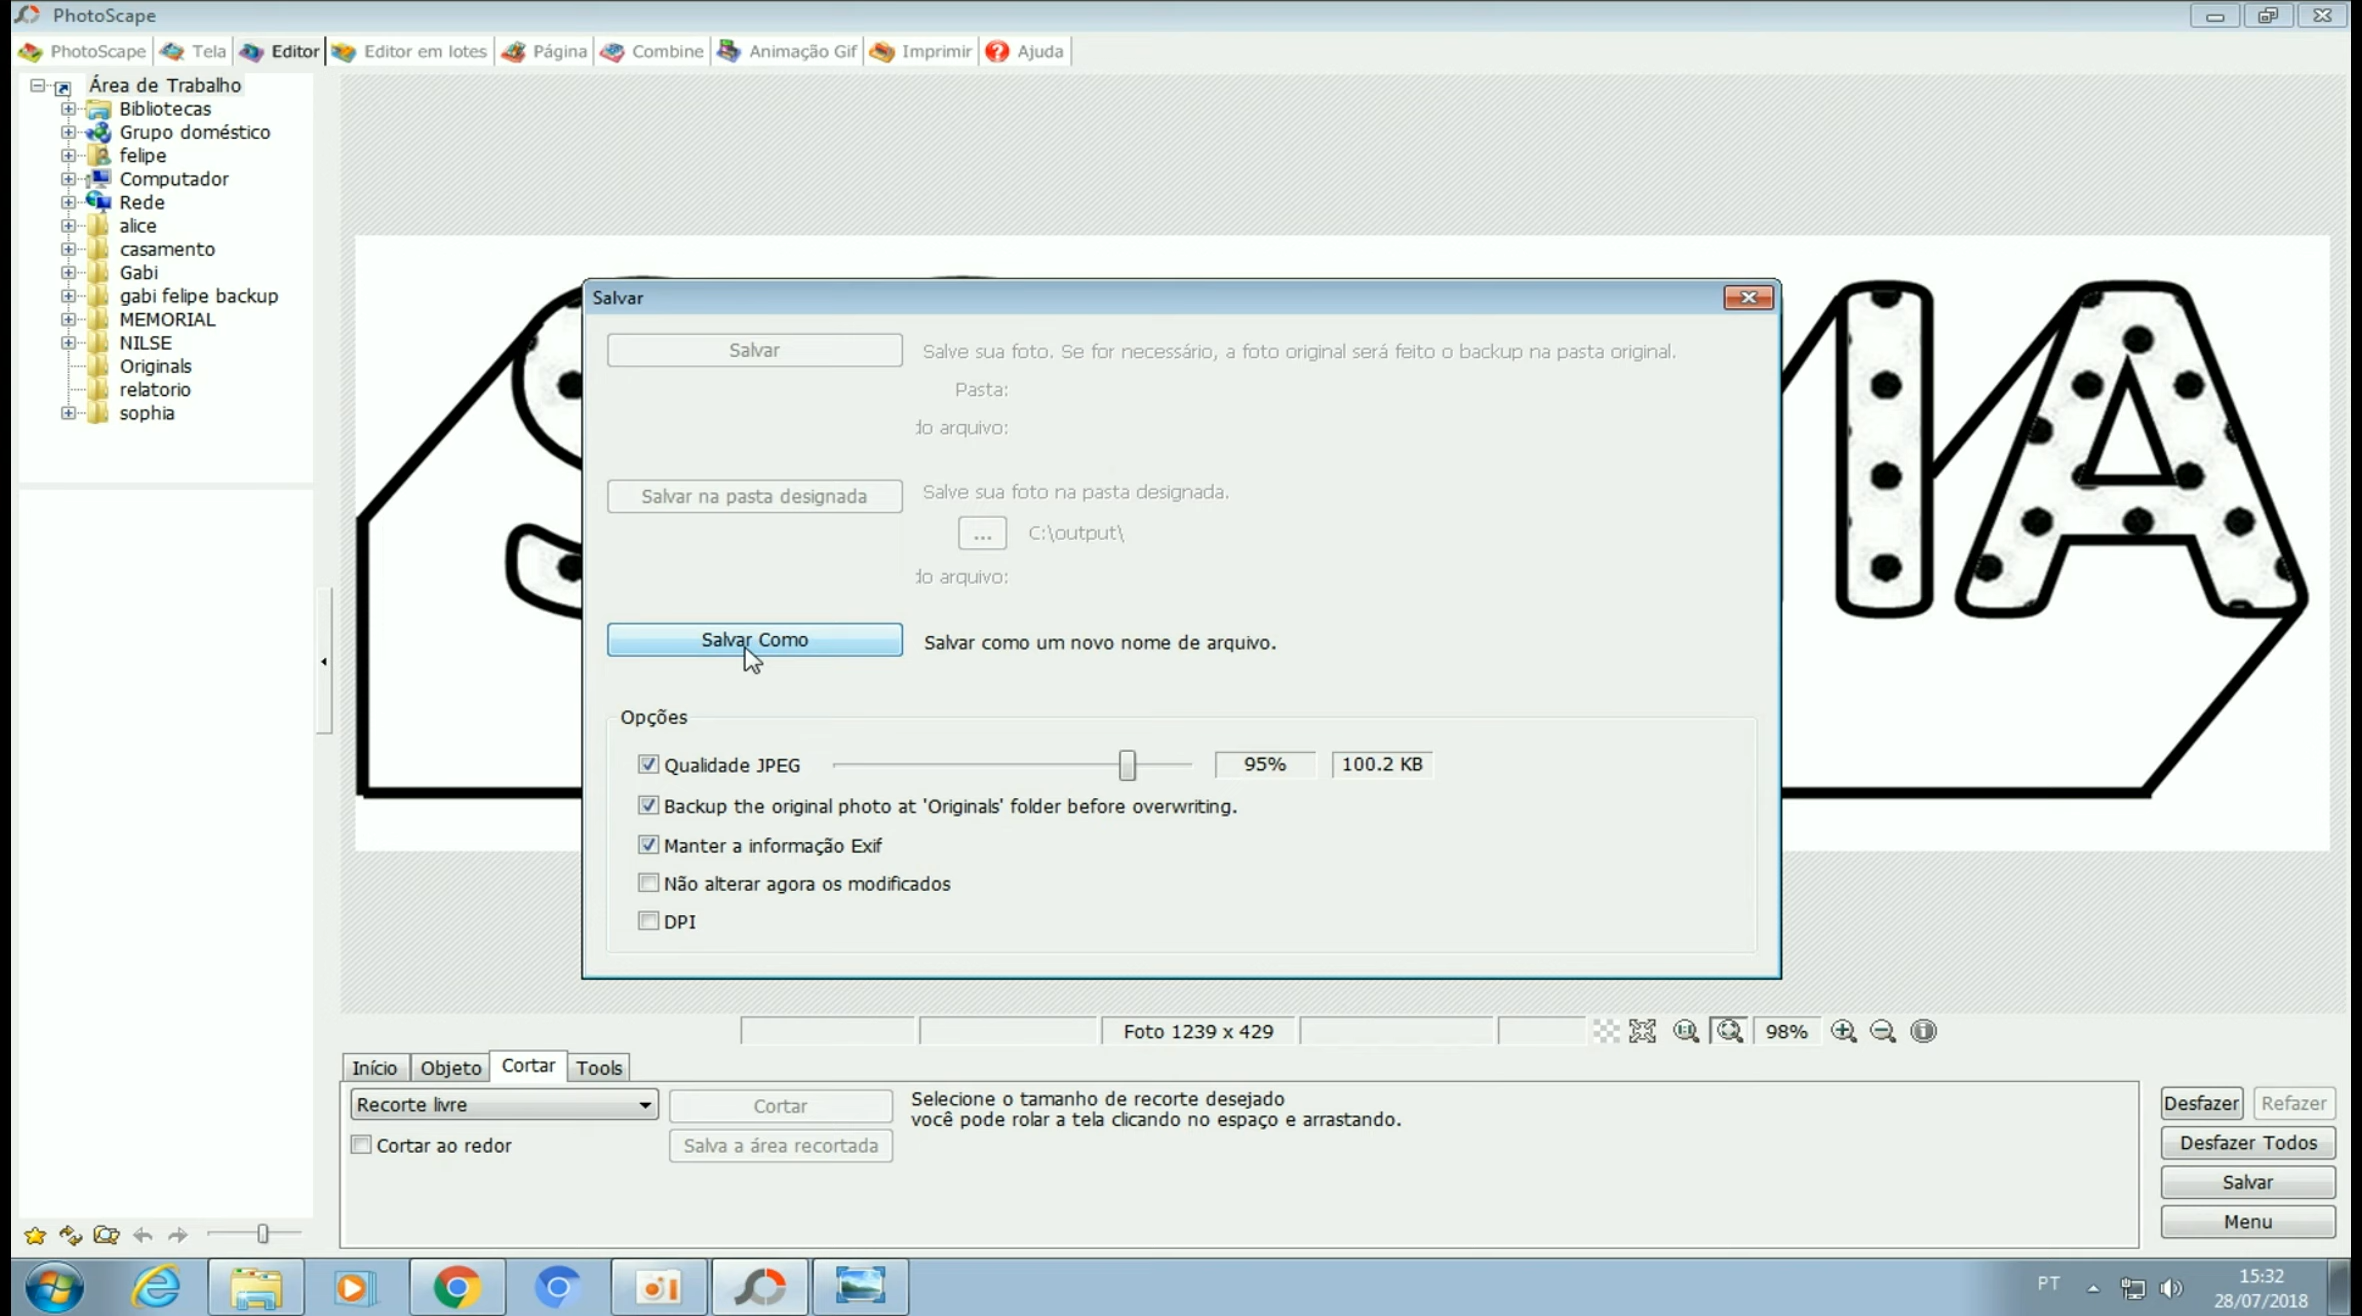 PhotoScape
PhotoScape Tela Editor Editor em lotes Página Combine Animação Gif Imprimir Ajuda
Área de Trabalho
Bibliotecas
Grupo doméstico
felipe
Computador
Rede
alice
casamento
Gabi
gabi felipe backup
MEMORIAL
NILSE
Originals
relatorio
sophia
IA
Salvar
Salvar Salve sua foto. Se for necessário, a foto original será feito o backup na pasta original.
Pasta:
do arquivo:
Salvar na pasta designada Salve sua foto na pasta designada.
... C:\output\
do arquivo:
Salvar Como Salvar como um novo nome de arquivo.
Opções
Qualidade JPEG 95% 100.2 KB
Backup the original photo at 'Originals' folder before overwriting.
Manter a informação Exif
Não alterar agora os modificados
DPI
Foto 1239 x 429 98%
Início Objeto Cortar Tools
Recorte livre Cortar Selecione o tamanho de recorte desejado
você pode rolar a tela clicando no espaço e arrastando.
Cortar ao redor Salva a área recortada
Desfazer Refazer
Desfazer Todos
Salvar
Menu
PT 15:32
28/07/2018